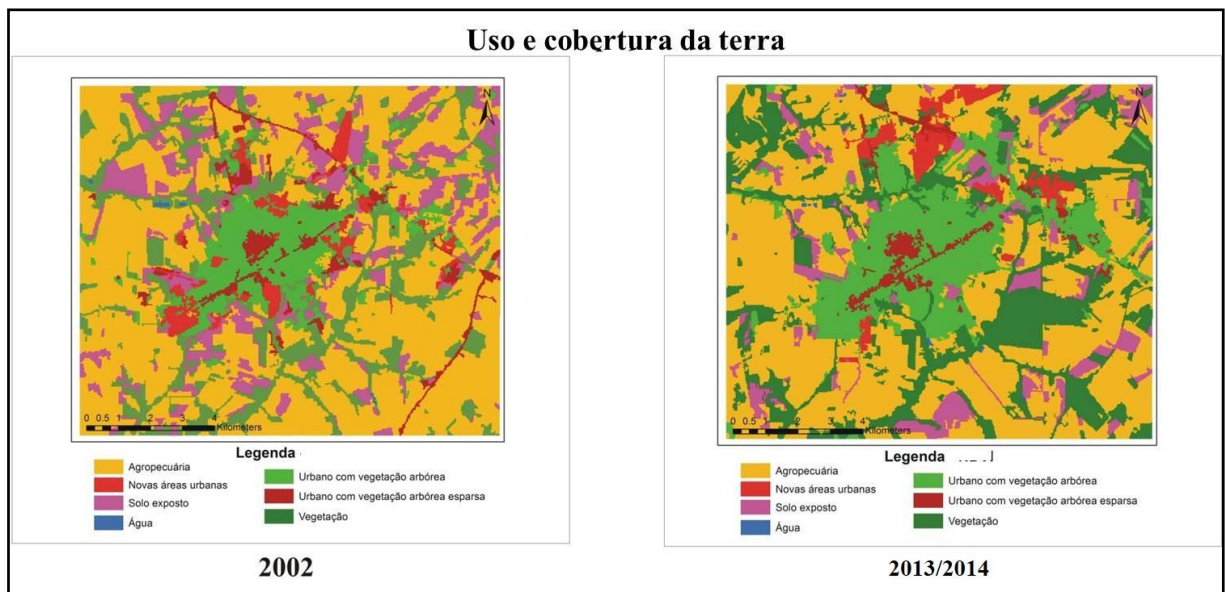 Uso e cobertura da terra
N
0 0.5 1 2 3 4
Kilometers
Legenda
Agropecuária
Novas áreas urbanas
Solo exposto
Água
Urbano com vegetação arbórea
Urbano com vegetação arbórea esparsa
Vegetação
2002
N
0 0.5 1 2 3 4
Kilometers
Legenda
Agropecuária
Novas áreas urbanas
Solo exposto
Água
Urbano com vegetação arbórea
Urbano com vegetação arbórea esparsa
Vegetação
2013/2014